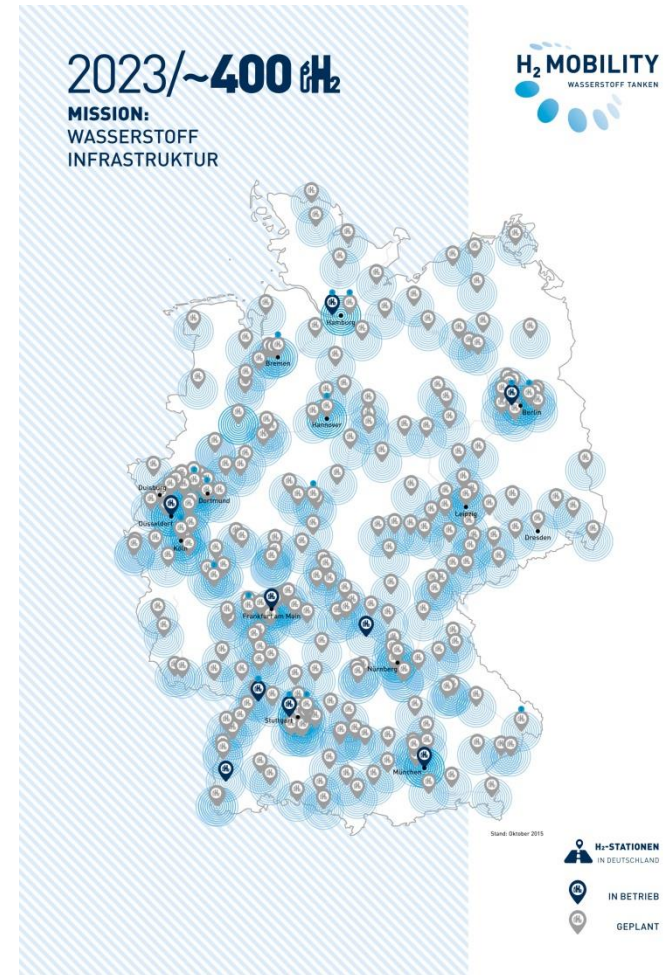 2023/~400 H₂
MISSION:
WASSERSTOFF
INFRASTRUKTUR
H₂ MOBILITY
WASSERSTOFF TANKEN
Hamburg
Bremen
Berlin
Hannover
Duisburg
Dortmund
Düsseldorf
Leipzig
Köln
Dresden
Frankfurt am Main
Nürnberg
Stuttgart
München
Stand: Oktober 2015
H₂-STATIONEN
IN DEUTSCHLAND
IN BETRIEB
GEPLANT